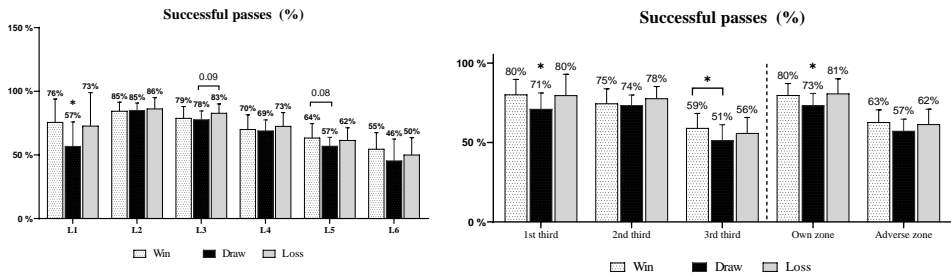 Successful passes (%)
150 %
100%
50%
0 %
76%
*
57%
73%
85%
85%
86%
79%
78%
0.09
83%
70%
69%
73%
64%
0.08
57%
62%
55%
46%
50%
L1
L2
L3
L4
L5
L6
Win
Draw
Loss
Successful passes (%)
100 %
50%
0 %
80%
*
71%
80%
75%
74%
78%
*
59%
51%
56%
*
80%
73%
81%
63%
57%
62%
1st third
2nd third
3rd third
Own zone
Adverse zone
Win
Draw
Loss